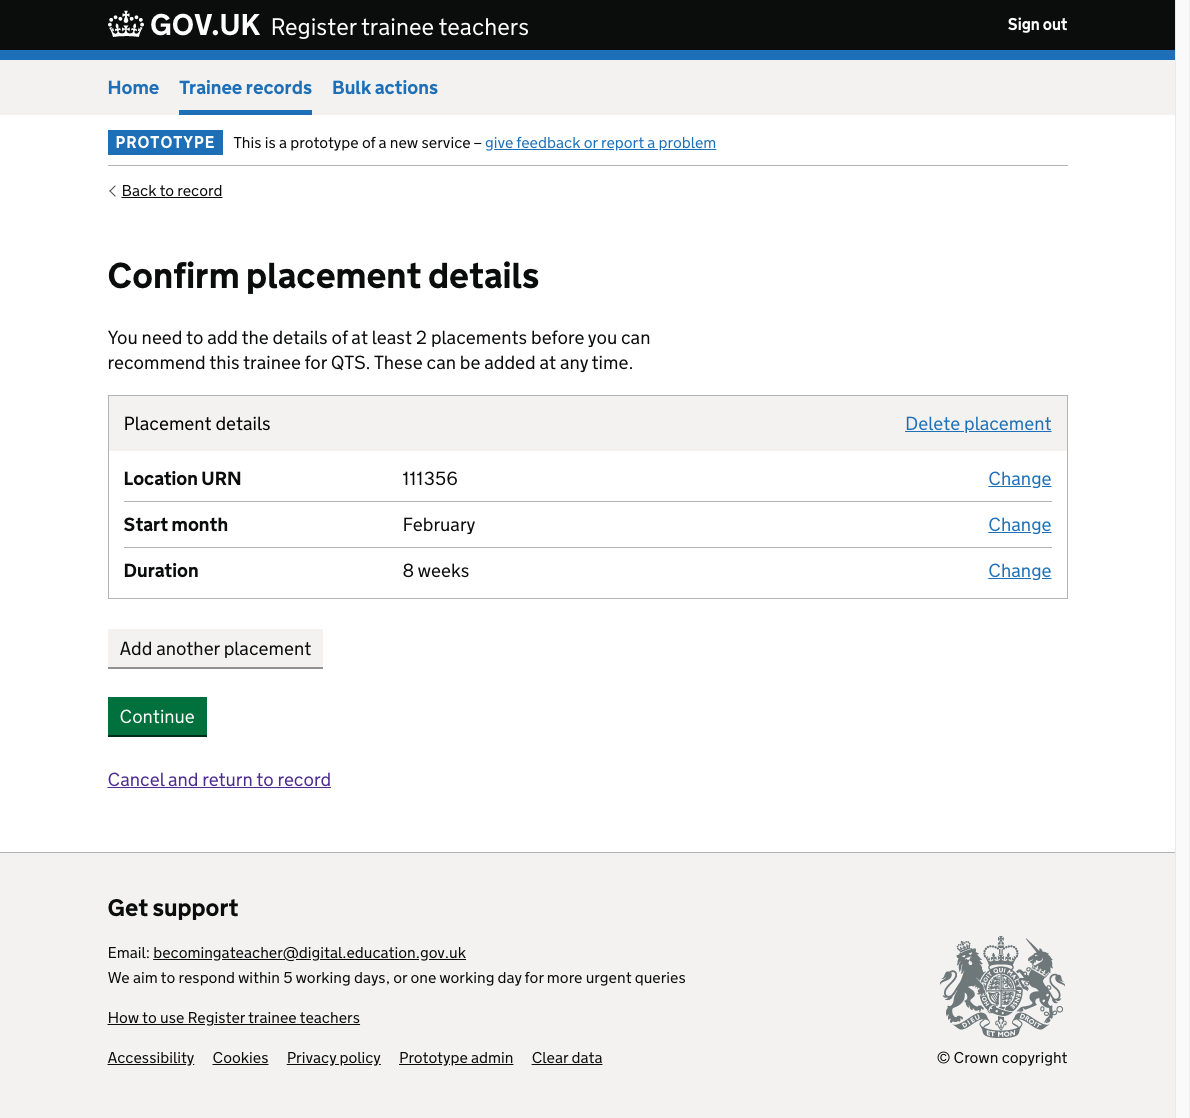 GOV.UK Register trainee teachers Sign out
Home Trainee records Bulk actions
PROTOTYPE This is a prototype of a new service – give feedback or report a problem
Back to record
Confirm placement details
You need to add the details of at least 2 placements before you can
recommend this trainee for QTS. These can be added at any time.
Placement details Delete placement
Location URN 111356 Change
Start month February Change
Duration 8 weeks Change
Add another placement
Continue
Cancel and return to record
Get support
Email: becomingateacher@digital.education.gov.uk
We aim to respond within 5 working days, or one working day for more urgent queries
How to use Register trainee teachers
DIEU ET MON DROIT
Accessibility Cookies Privacy policy Prototype admin Clear data © Crown copyright